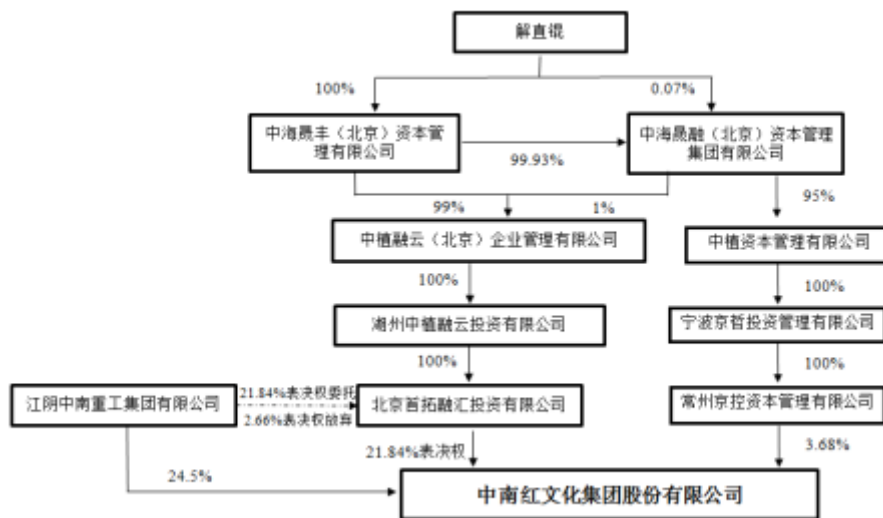 解直锟
100%
0.07%
中海晟丰（北京）资本管
理有限公司
99.93%
中海晟融（北京）资本管理
集团有限公司
99%
1%
95%
中植融云（北京）企业管理有限公司
中植资本管理有限公司
100%
100%
湖州中植融云投资有限公司
宁波京哲投资管理有限公司
100%
100%
江阴中南重工集团有限公司
21.84%表决权委托
2.66%表决权放弃
北京首拓融汇投资有限公司
常州京控资本管理有限公司
21.84%表决权
3.68%
24.5%
中南红文化集团股份有限公司